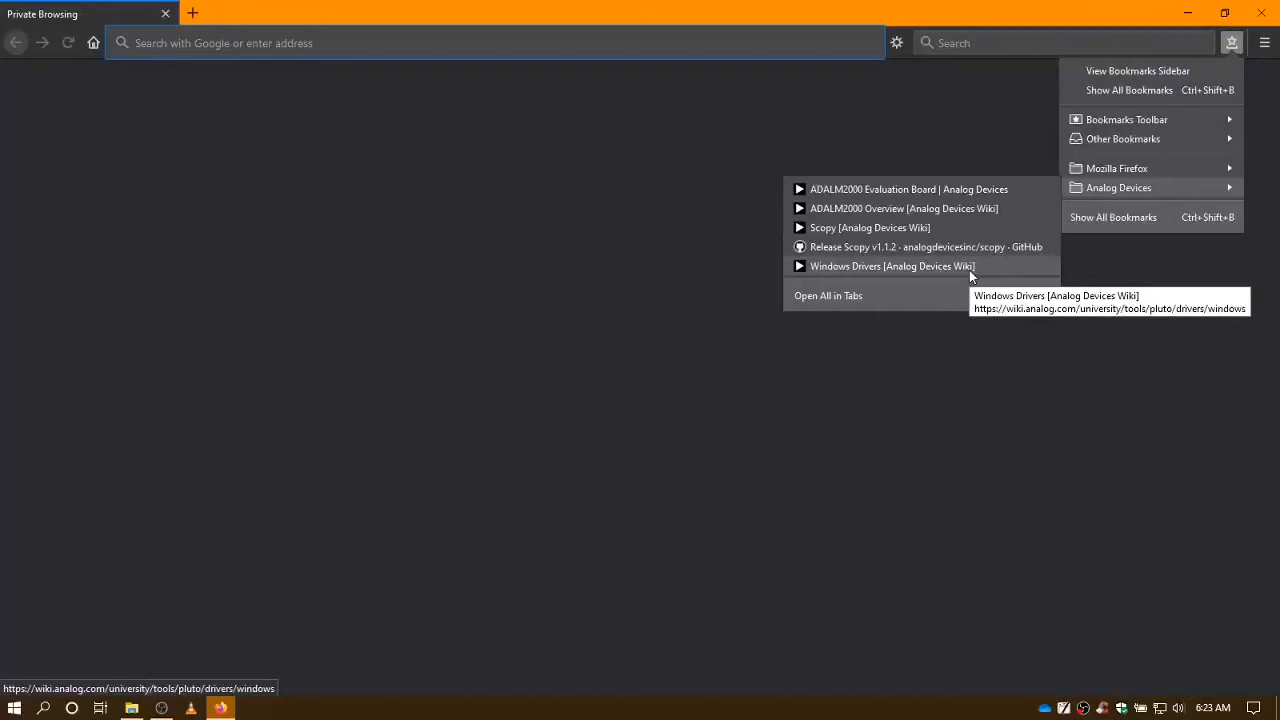 Private Browsing
Search with Google or enter address
Search
View Bookmarks Sidebar
Show All Bookmarks Ctrl+Shift+B
Bookmarks Toolbar
Other Bookmarks
Mozilla Firefox
Analog Devices
Show All Bookmarks Ctrl+Shift+B
ADALM2000 Evaluation Board | Analog Devices
ADALM2000 Overview [Analog Devices Wiki]
Scopy [Analog Devices Wiki]
Release Scopy v1.1.2 · analogdevicesinc/scopy · GitHub
Windows Drivers [Analog Devices Wiki]
Open All in Tabs
Windows Drivers [Analog Devices Wiki]
https://wiki.analog.com/university/tools/pluto/drivers/windows
https://wiki.analog.com/university/tools/pluto/drivers/windows
6:23 AM